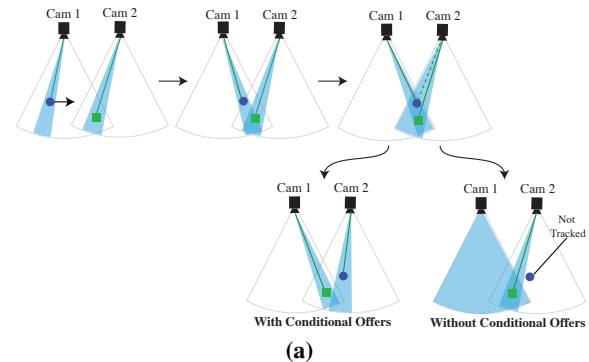 Cam 1 Cam 2
Cam 1 Cam 2
Cam 1 Cam 2
Cam 1 Cam 2
Cam 1 Cam 2
Not
Tracked
With Conditional Offers
Without Conditional Offers
(a)